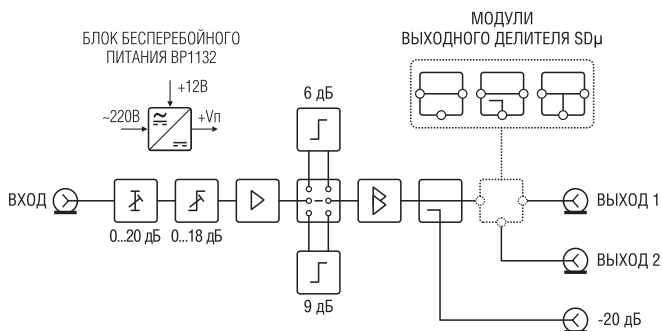 МОДУЛИ
ВЫХОДНОГО ДЕЛИТЕЛЯ SDμ
БЛОК БЕСПЕРЕБОЙНОГО
ПИТАНИЯ BP1132
+12В
~220В
+Vп
6 дБ
ВХОД
0...20 дБ
0...18 дБ
9 дБ
ВЫХОД 1
ВЫХОД 2
-20 дБ